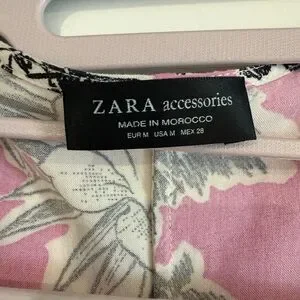 ZARA accessories
MADE IN MOROCCO
EUR M USA M MEX 28